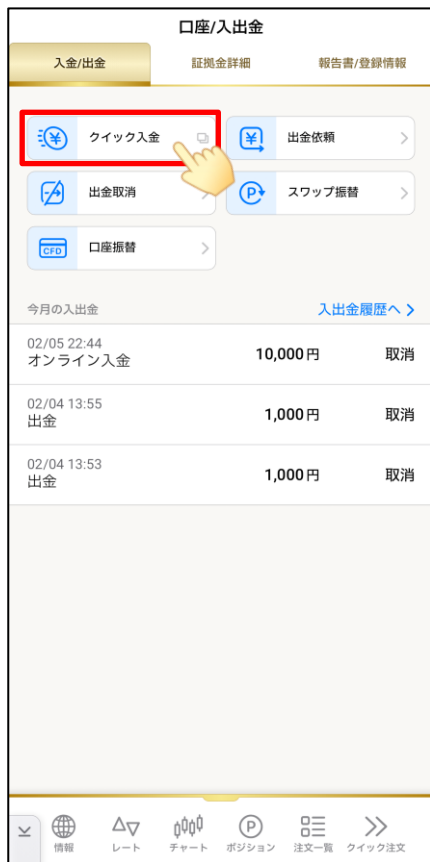 口座/入出金
入金/出金 証拠金詳細 報告書/登録情報
クイック入金 出金依頼
出金取消 スワップ振替
CFD 口座振替
今月の入出金 入出金履歴へ
02/05 22:44
オンライン入金 10,000円 取消
02/04 13:55
出金 1,000円 取消
02/04 13:53
出金 1,000円 取消
情報 レート チャート ポジション 注文一覧 クイック注文